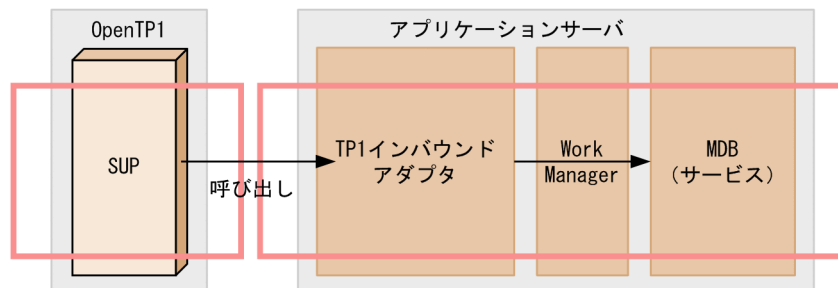 OpenTP1
アプリケーションサーバ
SUP
呼び出し
TP1インバウンド
アダプタ
Work
Manager
MDB
（サービス）